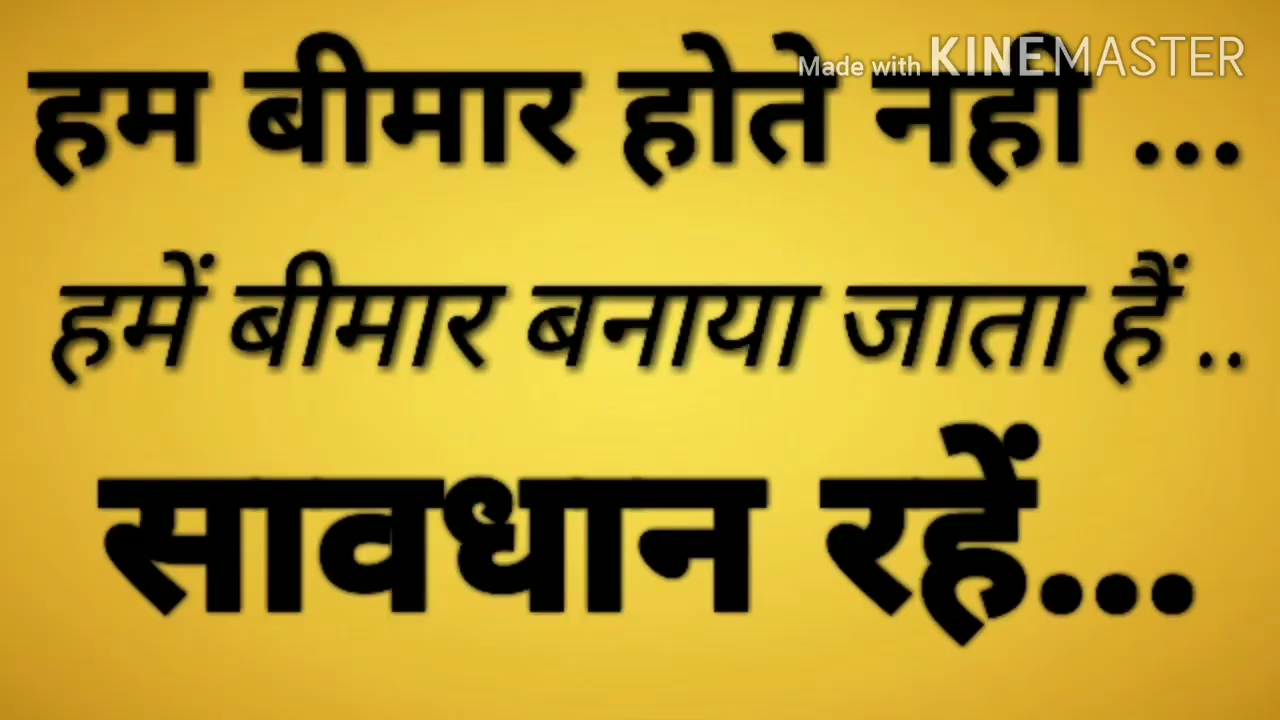 Made with KINEMASTER
हम बीमार होते नही ...
हमें बीमार बनाया जाता हैं ..
सावधान रहें...